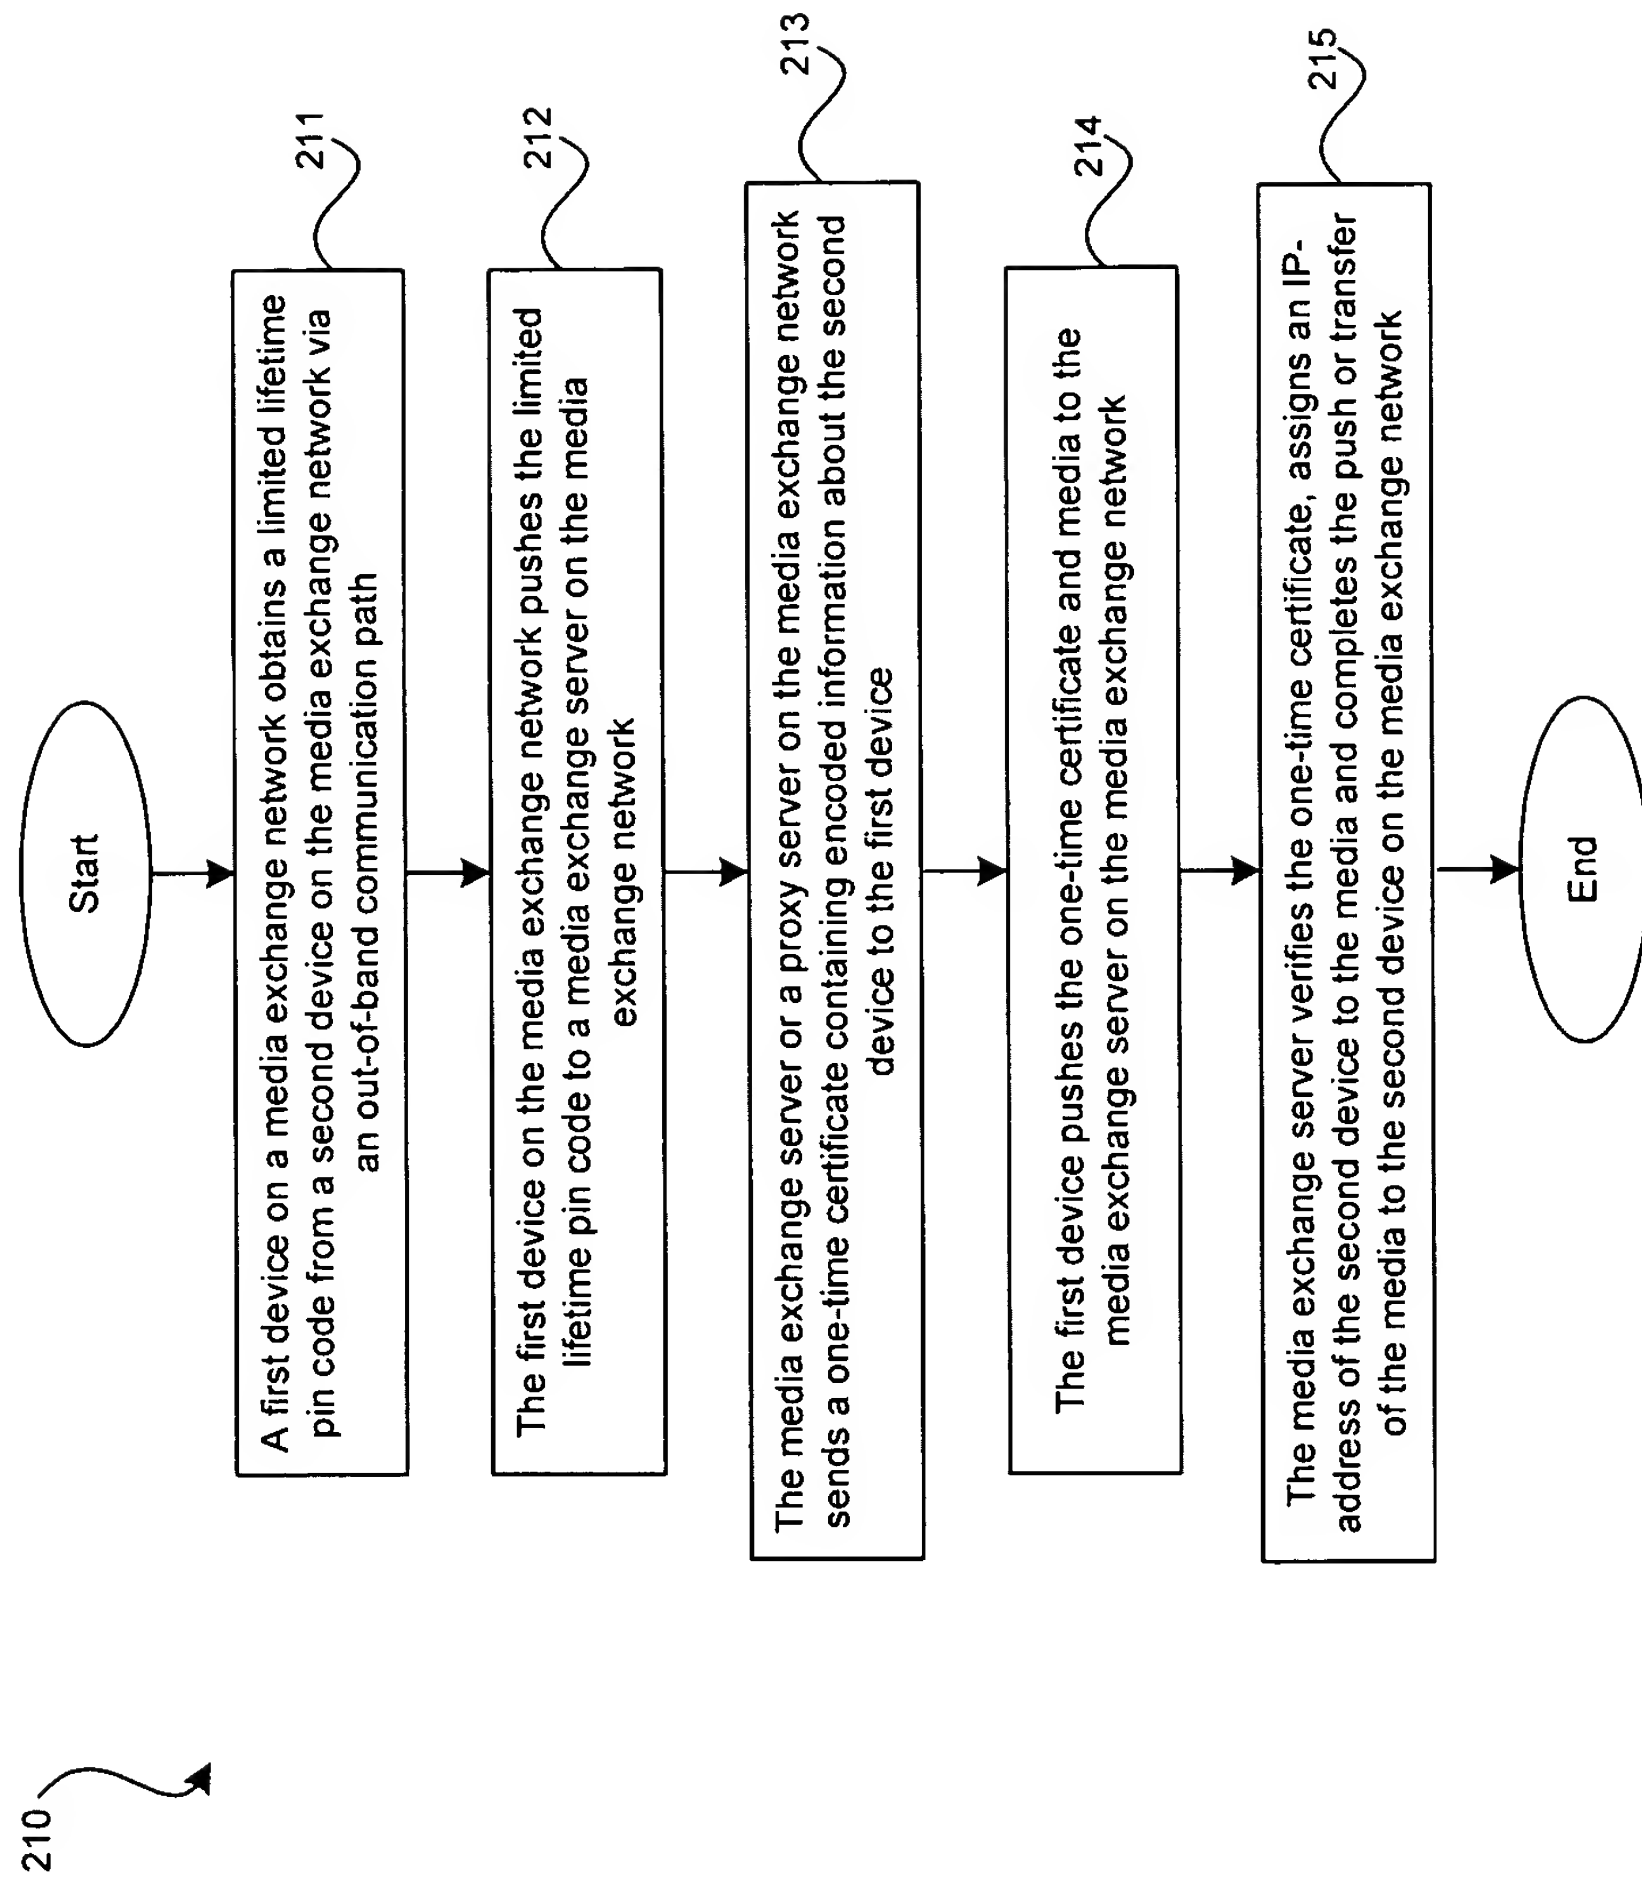 210
Start
211
A first device on a media exchange network obtains a limited lifetime
pin code from a second device on the media exchange network via
an out-of-band communication path
212
The first device on the media exchange network pushes the limited
lifetime pin code to a media exchange server on the media
exchange network
213
The media exchange server or a proxy server on the media exchange network
sends a one-time certificate containing encoded information about the second
device to the first device
214
The first device pushes the one-time certificate and media to the
media exchange server on the media exchange network
215
The media exchange server verifies the one-time certificate, assigns an IP-
address of the second device to the media and completes the push or transfer
of the media to the second device on the media exchange network
End